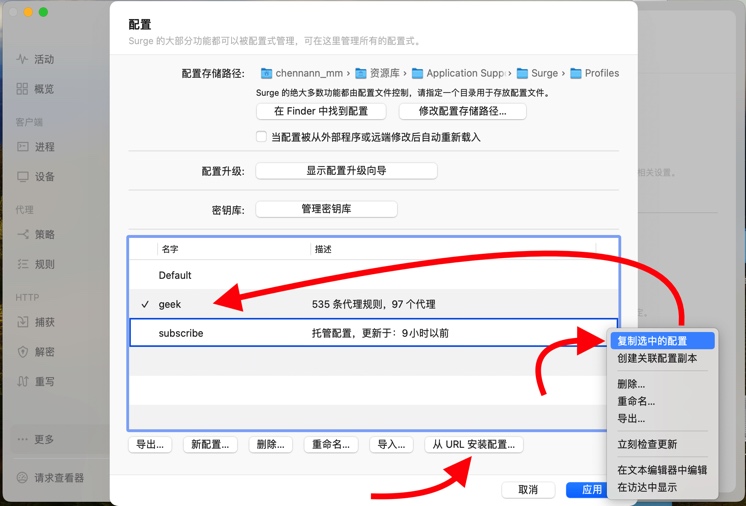 配置
Surge 的大部分功能都可以被配置式管理，可在这里管理所有的配置式。
活动
概览
客户端
进程
设备
代理
策略
规则
HTTP
捕获
解密
重写
更多
请求查看器
配置存储路径： chennann_mm › 资源库 › Application Supp › Surge › Profiles
Surge 的绝大多数功能都由配置文件控制，请指定一个目录用于存放配置文件。
在 Finder 中找到配置 修改配置存储路径...
当配置被从外部程序或远端修改后自动重新载入
配置升级： 显示配置升级向导
密钥库： 管理密钥库
相关设置。
名字 描述
Default
✓ geek 535 条代理规则，97 个代理
subscribe 托管配置，更新于：9 小时以前
导出... 新配置... 删除... 重命名... 导入... 从 URL 安装配置...
取消 应用
复制选中的配置
创建关联配置副本
删除...
重命名...
导出...
立刻检查更新
在文本编辑器中编辑
在访达中显示